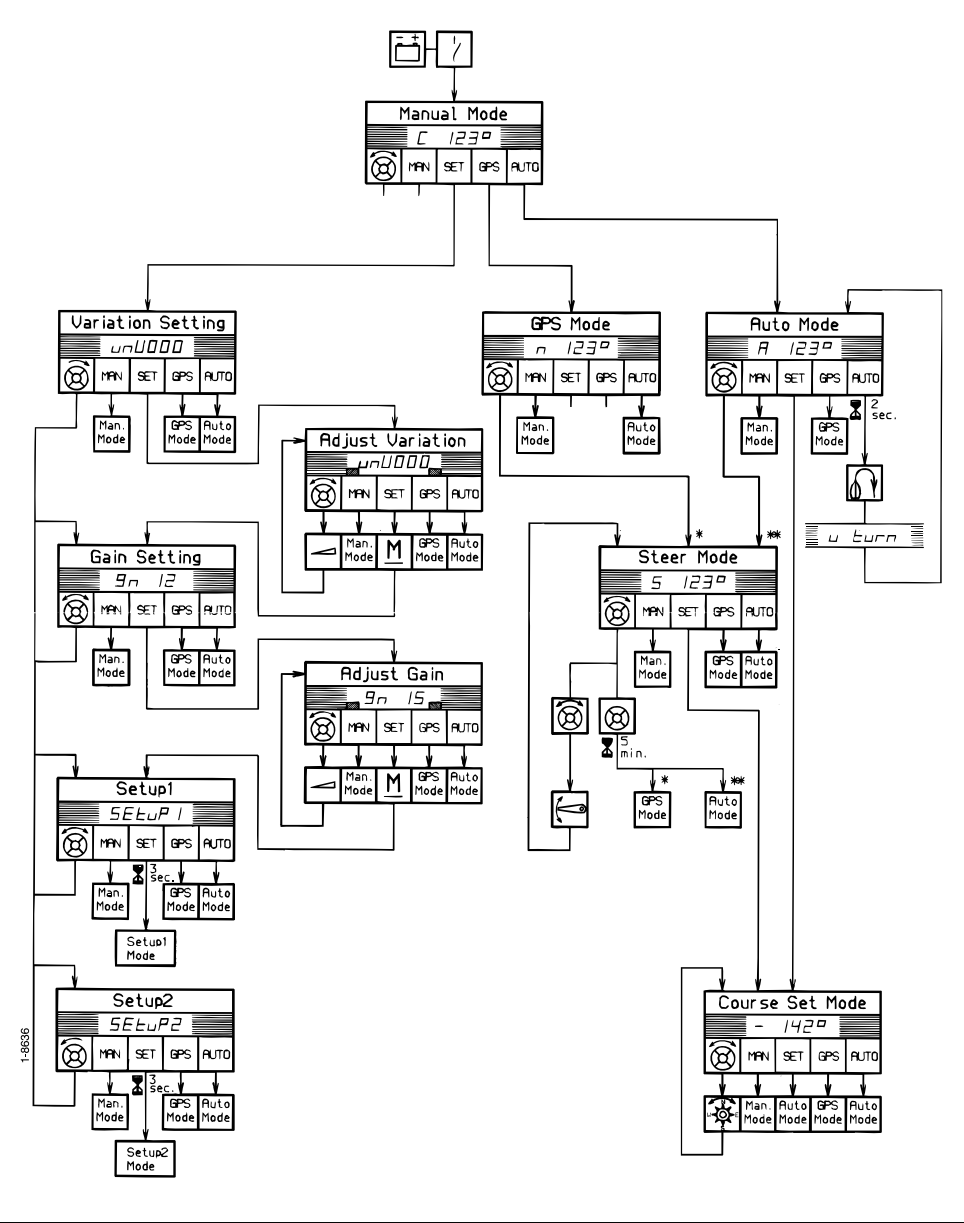 - +
Manual Mode
C 123°
MAN SET GPS AUTO
Variation Setting
unU000
MAN SET GPS AUTO
Man. Mode
GPS Mode
Auto Mode
GPS Mode
n 123°
MAN SET GPS AUTO
Man. Mode
Auto Mode
Auto Mode
A 123°
MAN SET GPS AUTO
Man. Mode
GPS Mode
2 sec.
u turn
Adjust Variation
unU000
MAN SET GPS AUTO
Man. Mode
M
GPS Mode
Auto Mode
Gain Setting
gn 12
MAN SET GPS AUTO
Man. Mode
GPS Mode
Auto Mode
*
**
Steer Mode
S 123°
MAN SET GPS AUTO
Man. Mode
GPS Mode
Auto Mode
5 min.
*
GPS Mode
**
Auto Mode
Adjust Gain
gn 15
MAN SET GPS AUTO
Man. Mode
M
GPS Mode
Auto Mode
Setup1
SEtuP 1
MAN SET GPS AUTO
3 sec.
Man. Mode
GPS Mode
Auto Mode
Setup1 Mode
Setup2
SEtuP2
MAN SET GPS AUTO
3 sec.
Man. Mode
GPS Mode
Auto Mode
Setup2 Mode
Course Set Mode
- 142°
MAN SET GPS AUTO
Man. Mode
Auto Mode
GPS Mode
Auto Mode
1-8636